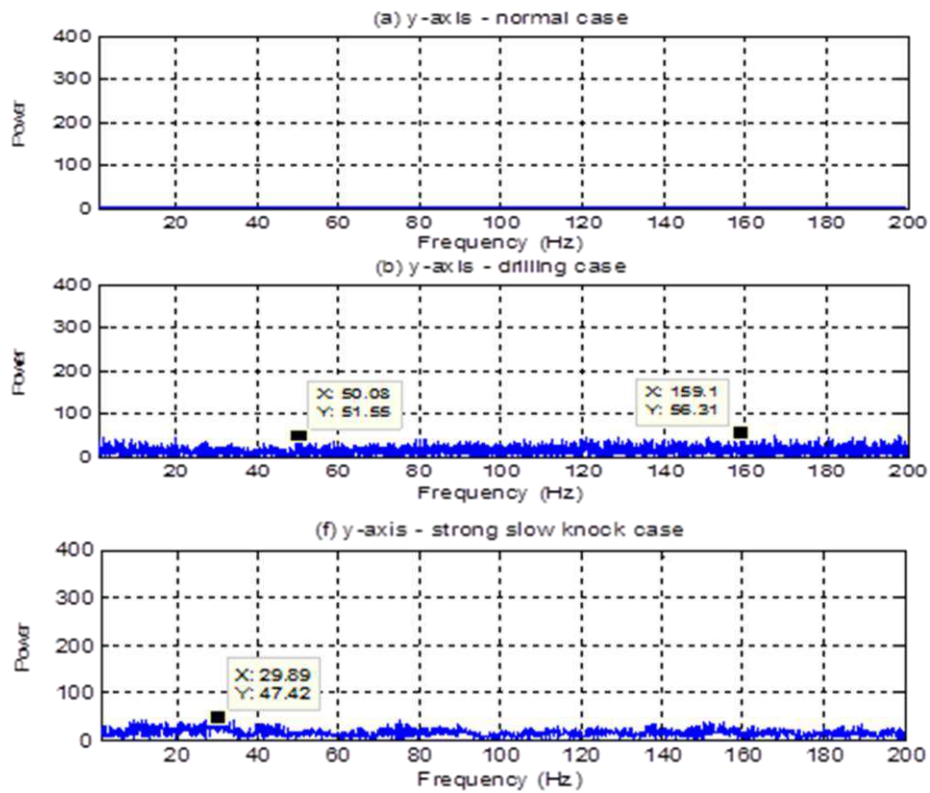 (a) y-axis - normal case
400
300
200
100
0
Power
20 40 60 80 100 120 140 160 180 200
Frequency (Hz)
(b) y-axis - drilling case
400
300
200
100
0
Power
X: 50.08
Y: 51.55
X: 159.1
Y: 56.31
20 40 60 80 100 120 140 160 180 200
Frequency (Hz)
(f) y-axis - strong slow knock case
400
300
200
100
0
Power
X: 29.89
Y: 47.42
20 40 60 80 100 120 140 160 180 200
Frequency (Hz)